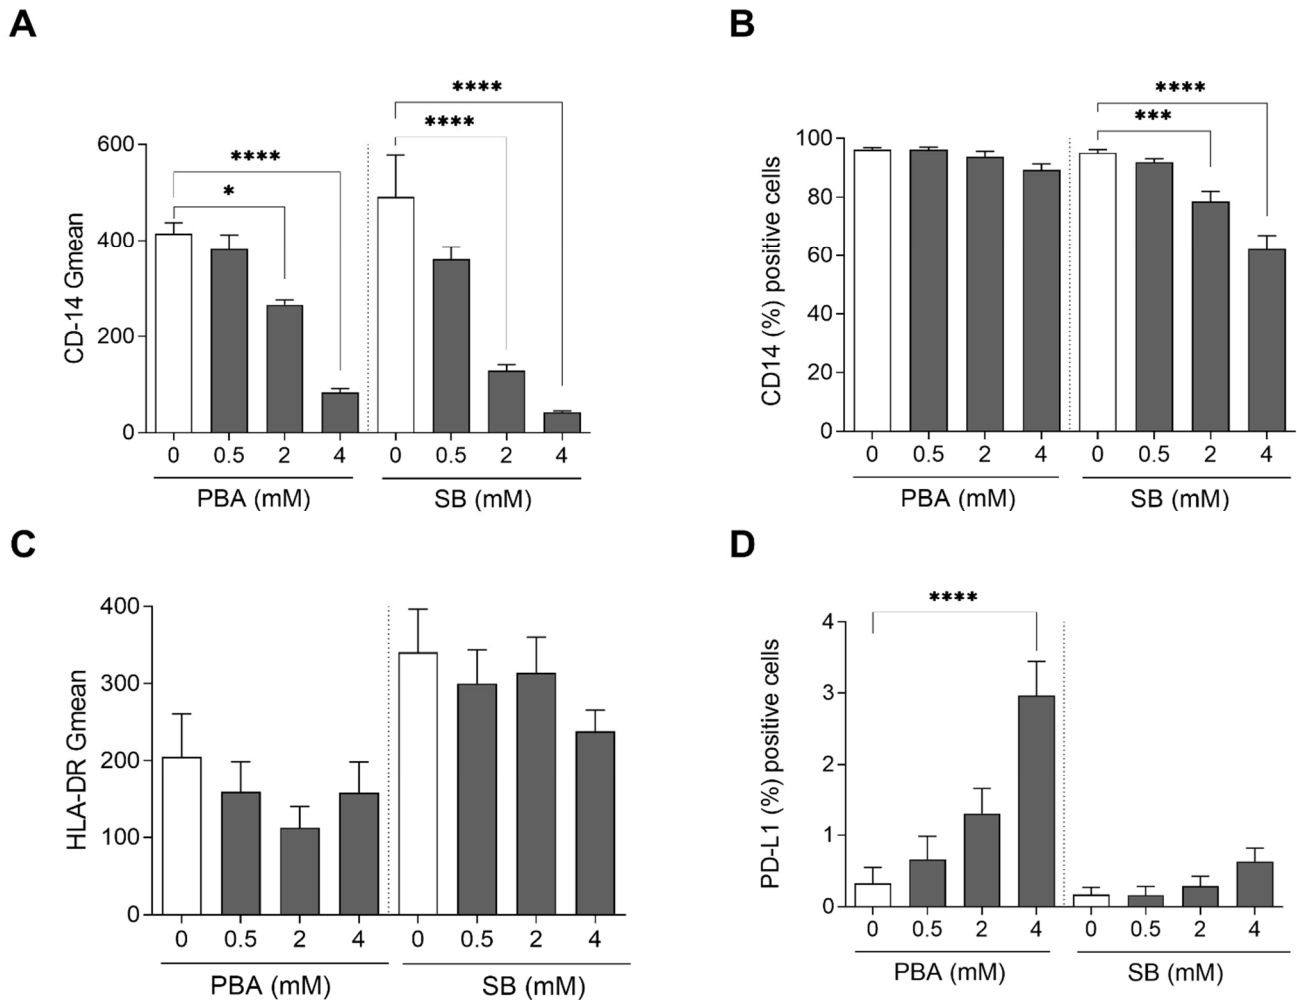 A
****
****
****
*
600
400
200
0
CD-14 Gmean
0 0.5 2 4 0 0.5 2 4
PBA (mM) SB (mM)
B
****
***
100
80
60
40
20
0
CD14 (%) positive cells
0 0.5 2 4 0 0.5 2 4
PBA (mM) SB (mM)
C
400
300
200
100
0
HLA-DR Gmean
0 0.5 2 4 0 0.5 2 4
PBA (mM) SB (mM)
D
****
4
3
2
1
0
PD-L1 (%) positive cells
0 0.5 2 4 0 0.5 2 4
PBA (mM) SB (mM)